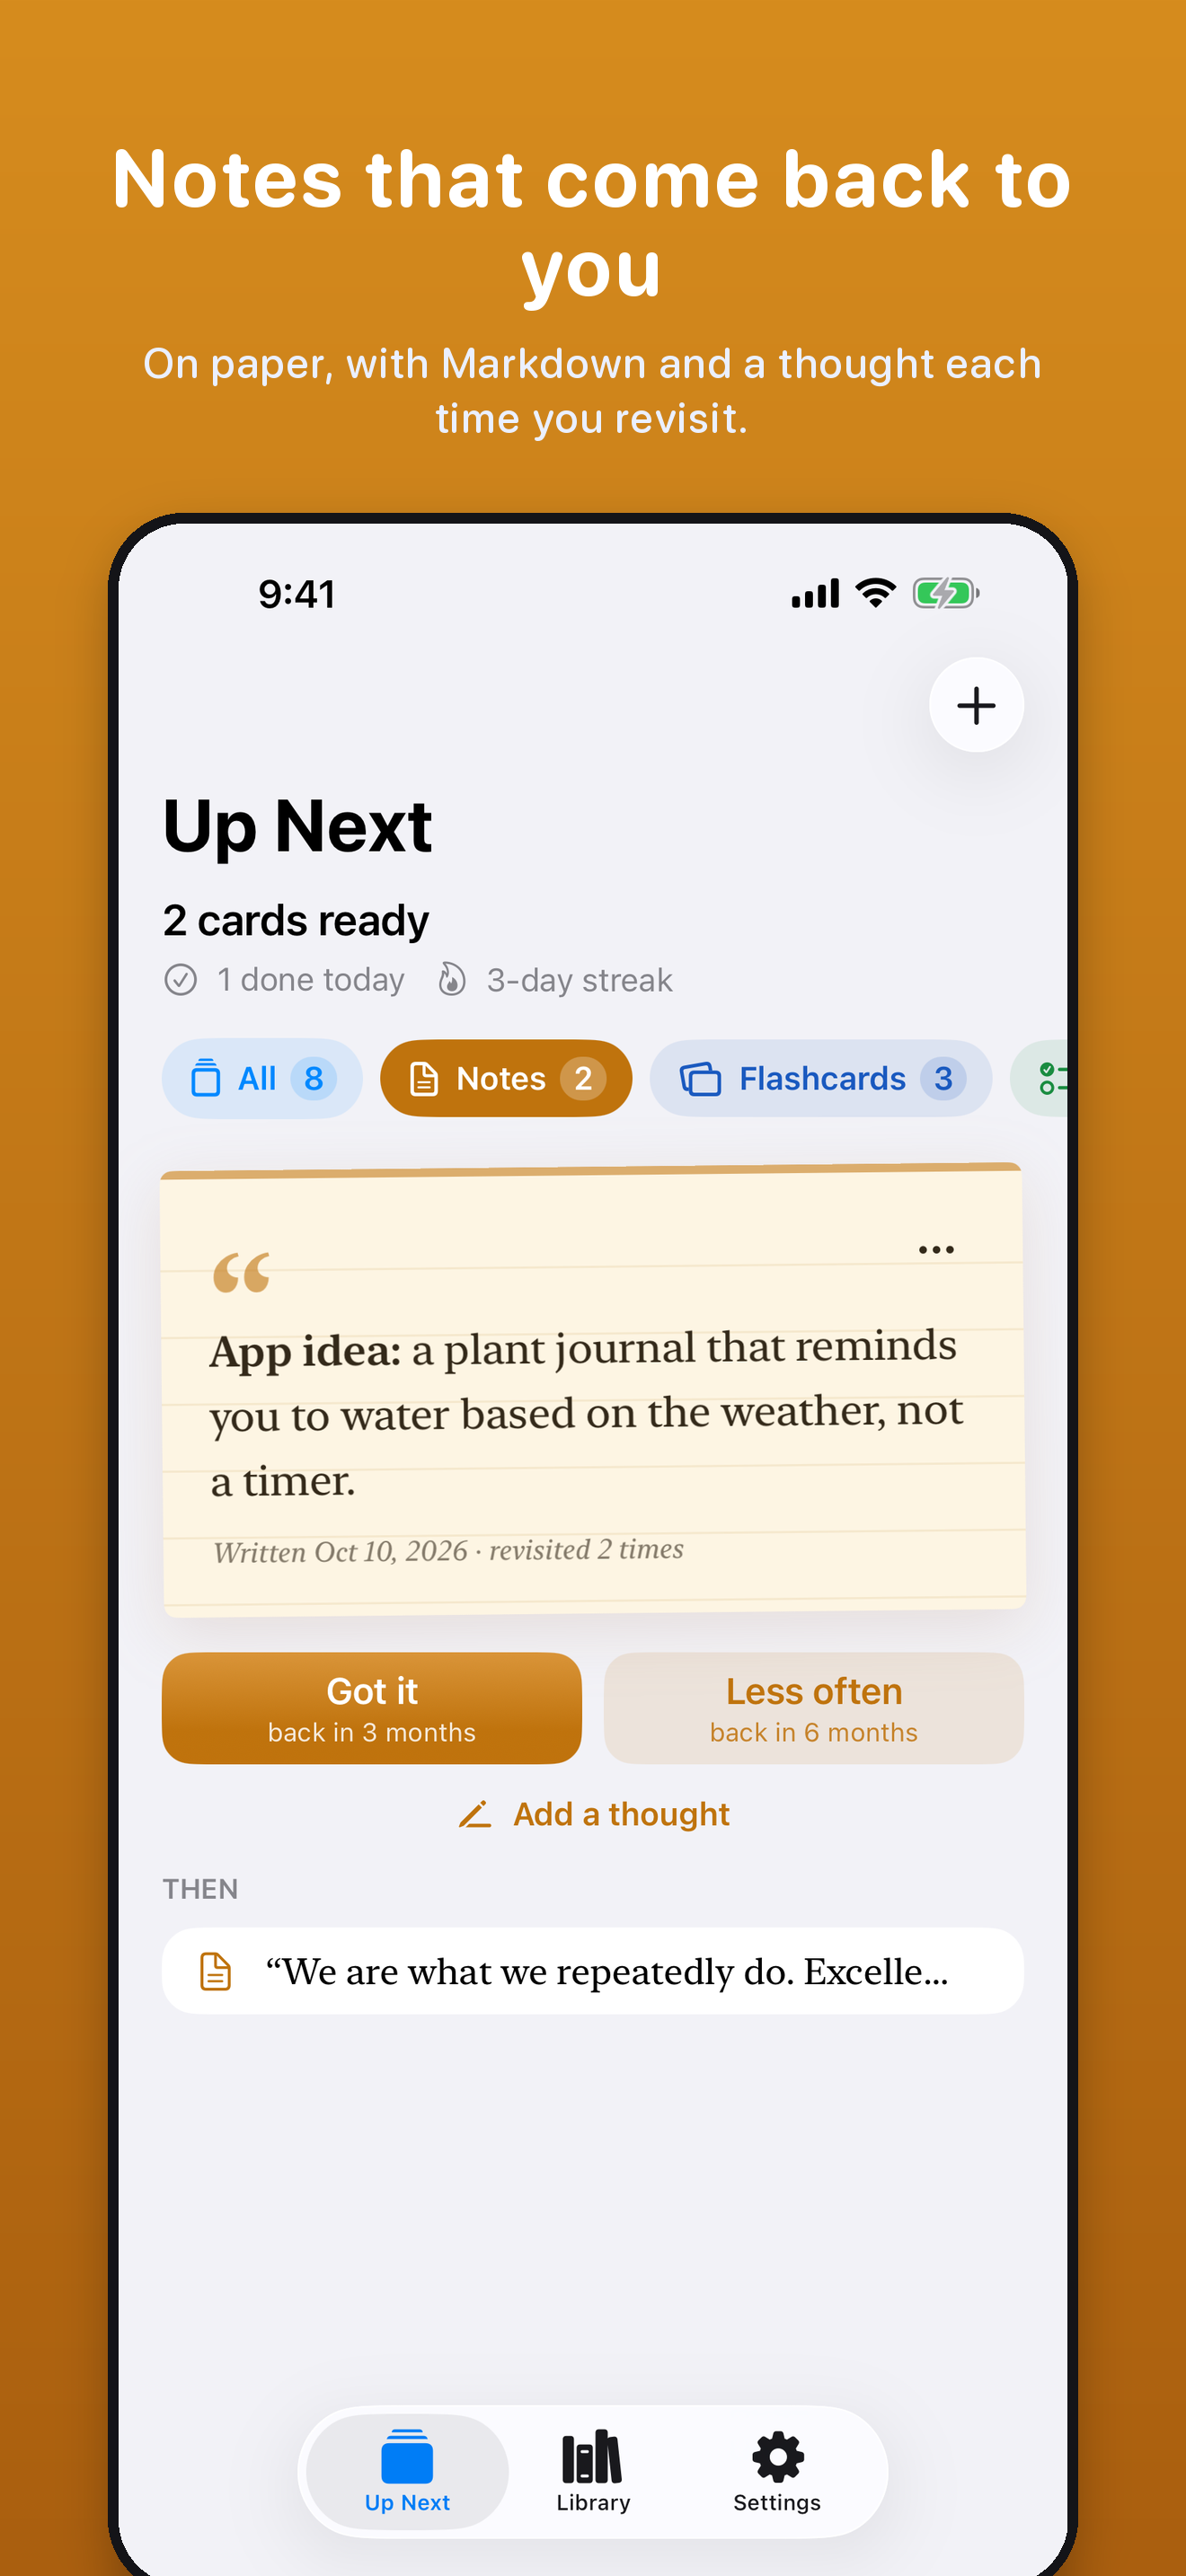 Notes that come back to
you
On paper, with Markdown and a thought each
time you revisit.
9:41
Up Next
2 cards ready
1 done today 3-day streak
All 8 Notes 2 Flashcards 3
“
App idea: a plant journal that reminds
you to water based on the weather, not
a timer.
Written Oct 10, 2026 · revisited 2 times
Got it Less often
back in 3 months back in 6 months
Add a thought
THEN
“We are what we repeatedly do. Excelle...
Up Next Library Settings